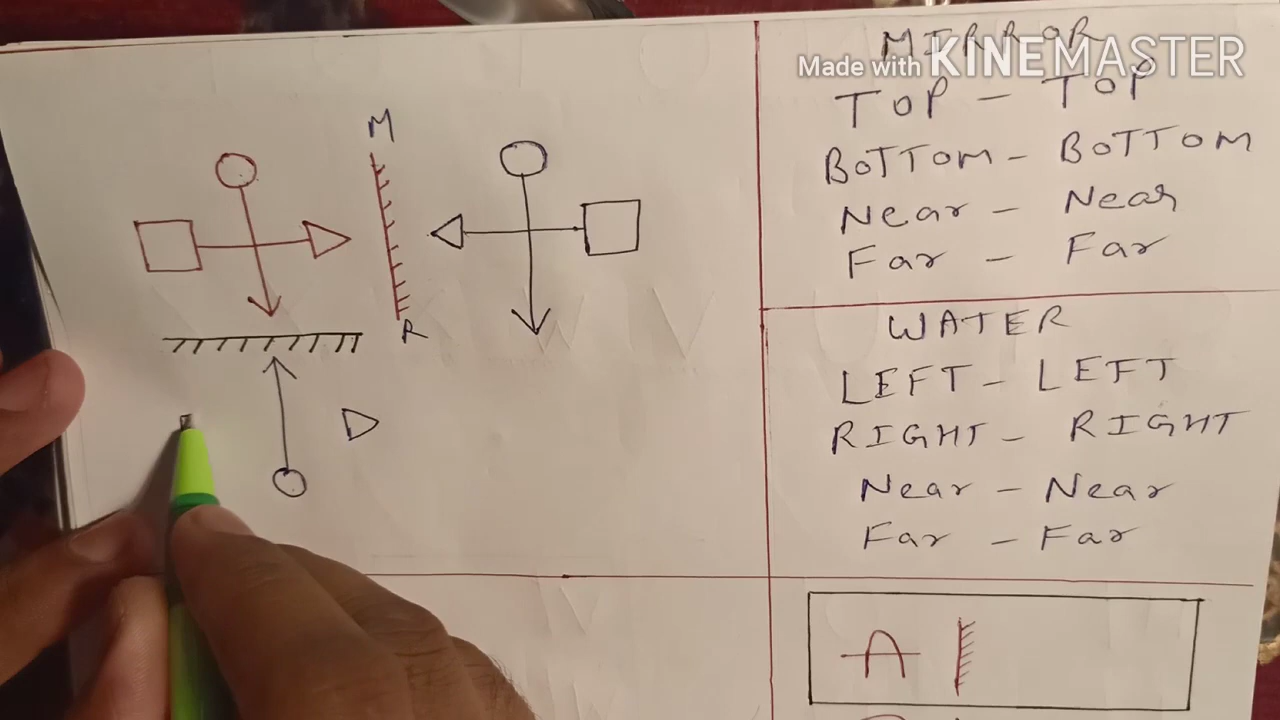 M
R
Made with KINEMASTER
MIRROR
TOP - TOP
BOTTOM - BOTTOM
Near - Near
Far - Far
WATER
LEFT - LEFT
RIGHT - RIGHT
Near - Near
Far - Far
A